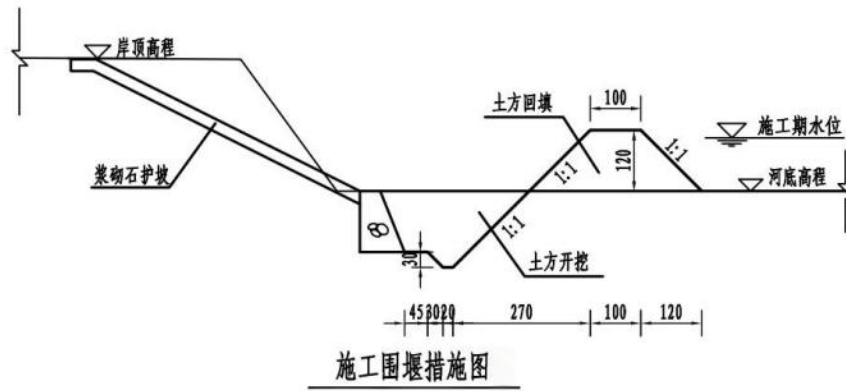 岸顶高程
土方回填
100
施工期水位
1:1
120
1:1
河底高程
浆砌石护坡
1:1
30
土方开挖
45
30
20
270
100
120
施工围堰措施图